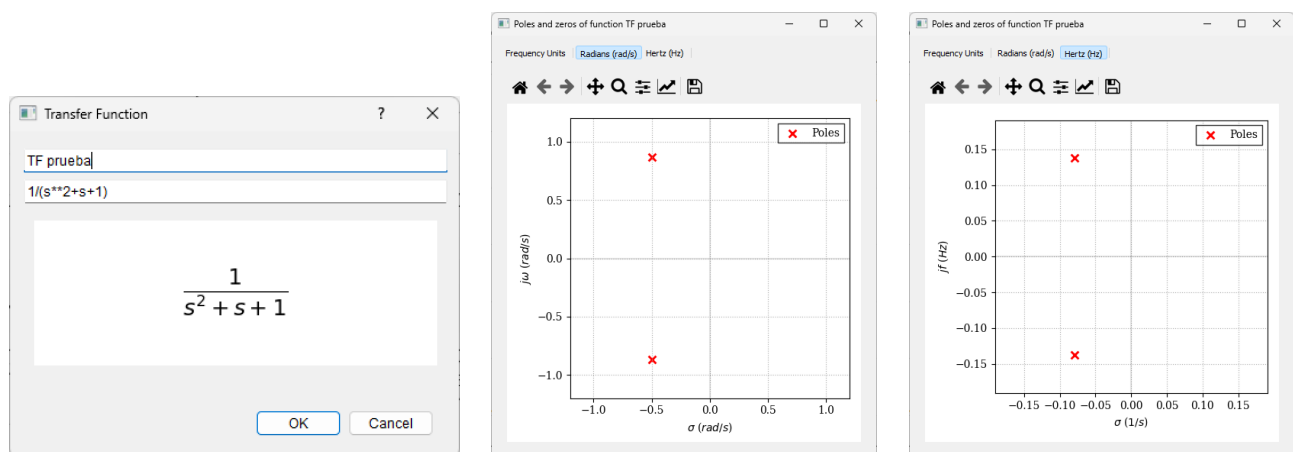 Transfer Function ?
TF prueba
1/(s**2+s+1)
1
s² + s + 1
OK Cancel
Poles and zeros of function TF prueba
Frequency Units Radians (rad/s) Hertz (Hz)
Poles
1.0
0.5
0.0
−0.5
−1.0
jω (rad/s)
−1.0 −0.5 0.0 0.5 1.0
σ (rad/s)
Poles and zeros of function TF prueba
Frequency Units Radians (rad/s) Hertz (Hz)
Poles
0.15
0.10
0.05
0.00
−0.05
−0.10
−0.15
jf (Hz)
−0.15 −0.10 −0.05 0.00 0.05 0.10 0.15
σ (1/s)